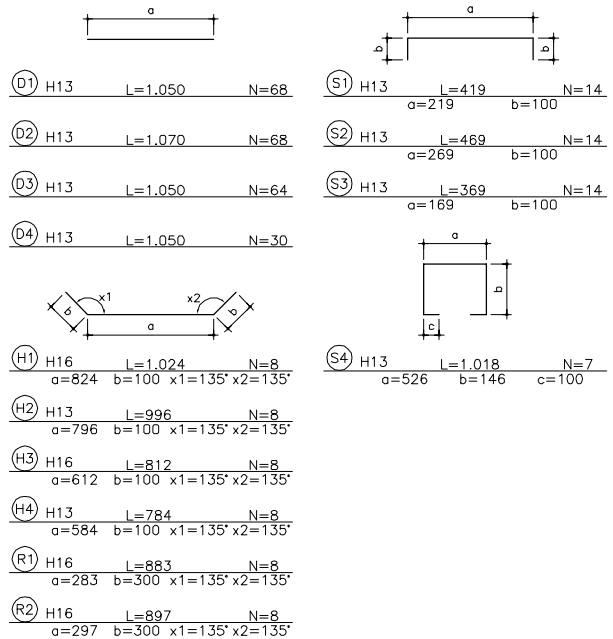 a
D1 H13 L=1.050 N=68
D2 H13 L=1.070 N=68
D3 H13 L=1.050 N=64
D4 H13 L=1.050 N=30
b x1 x2 b
a
H1 H16 L=1.024 N=8
a=824 b=100 x1=135° x2=135°
H2 H13 L=996 N=8
a=796 b=100 x1=135° x2=135°
H3 H16 L=812 N=8
a=612 b=100 x1=135° x2=135°
H4 H13 L=784 N=8
a=584 b=100 x1=135° x2=135°
R1 H16 L=883 N=8
a=283 b=300 x1=135° x2=135°
R2 H16 L=897 N=8
a=297 b=300 x1=135° x2=135°
a
b b
S1 H13 L=419 N=14
a=219 b=100
S2 H13 L=469 N=14
a=269 b=100
S3 H13 L=369 N=14
a=169 b=100
a
b
c
S4 H13 L=1.018 N=7
a=526 b=146 c=100